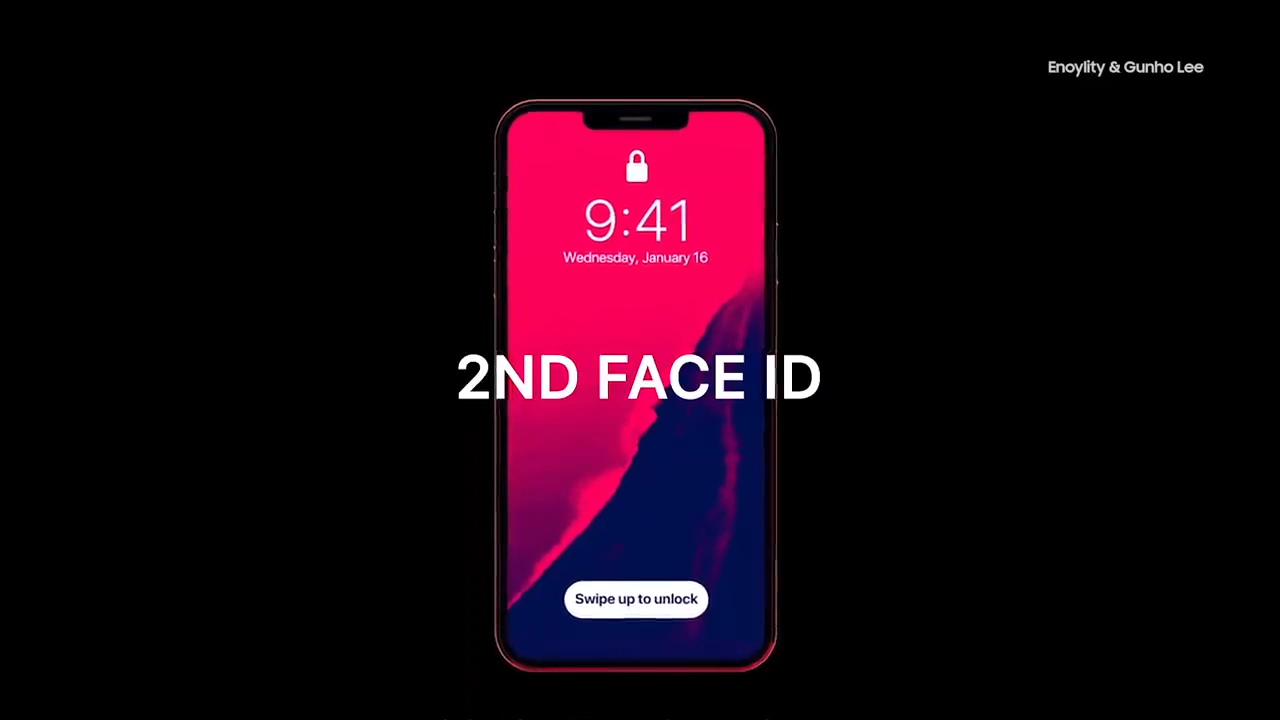 Enoylity & Gunho Lee
9:41
Wednesday, January 16
2ND FACE ID
Swipe up to unlock